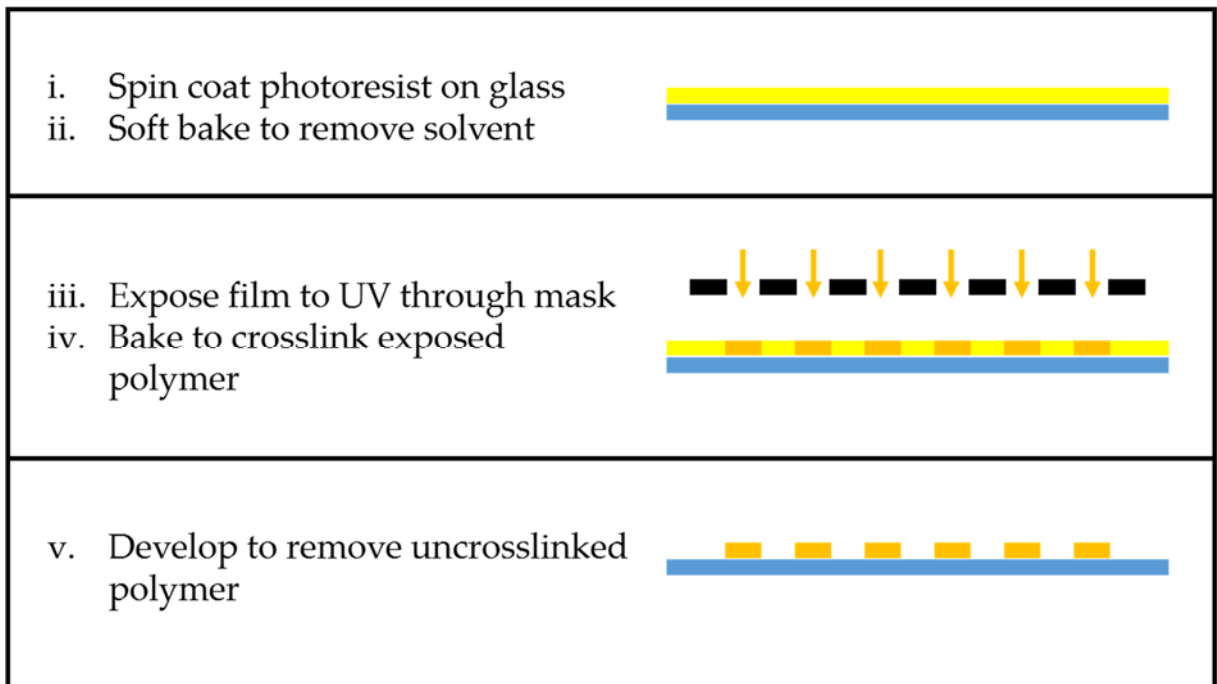 i. Spin coat photoresist on glass
ii. Soft bake to remove solvent
iii. Expose film to UV through mask
iv. Bake to crosslink exposed
polymer
v. Develop to remove uncrosslinked
polymer